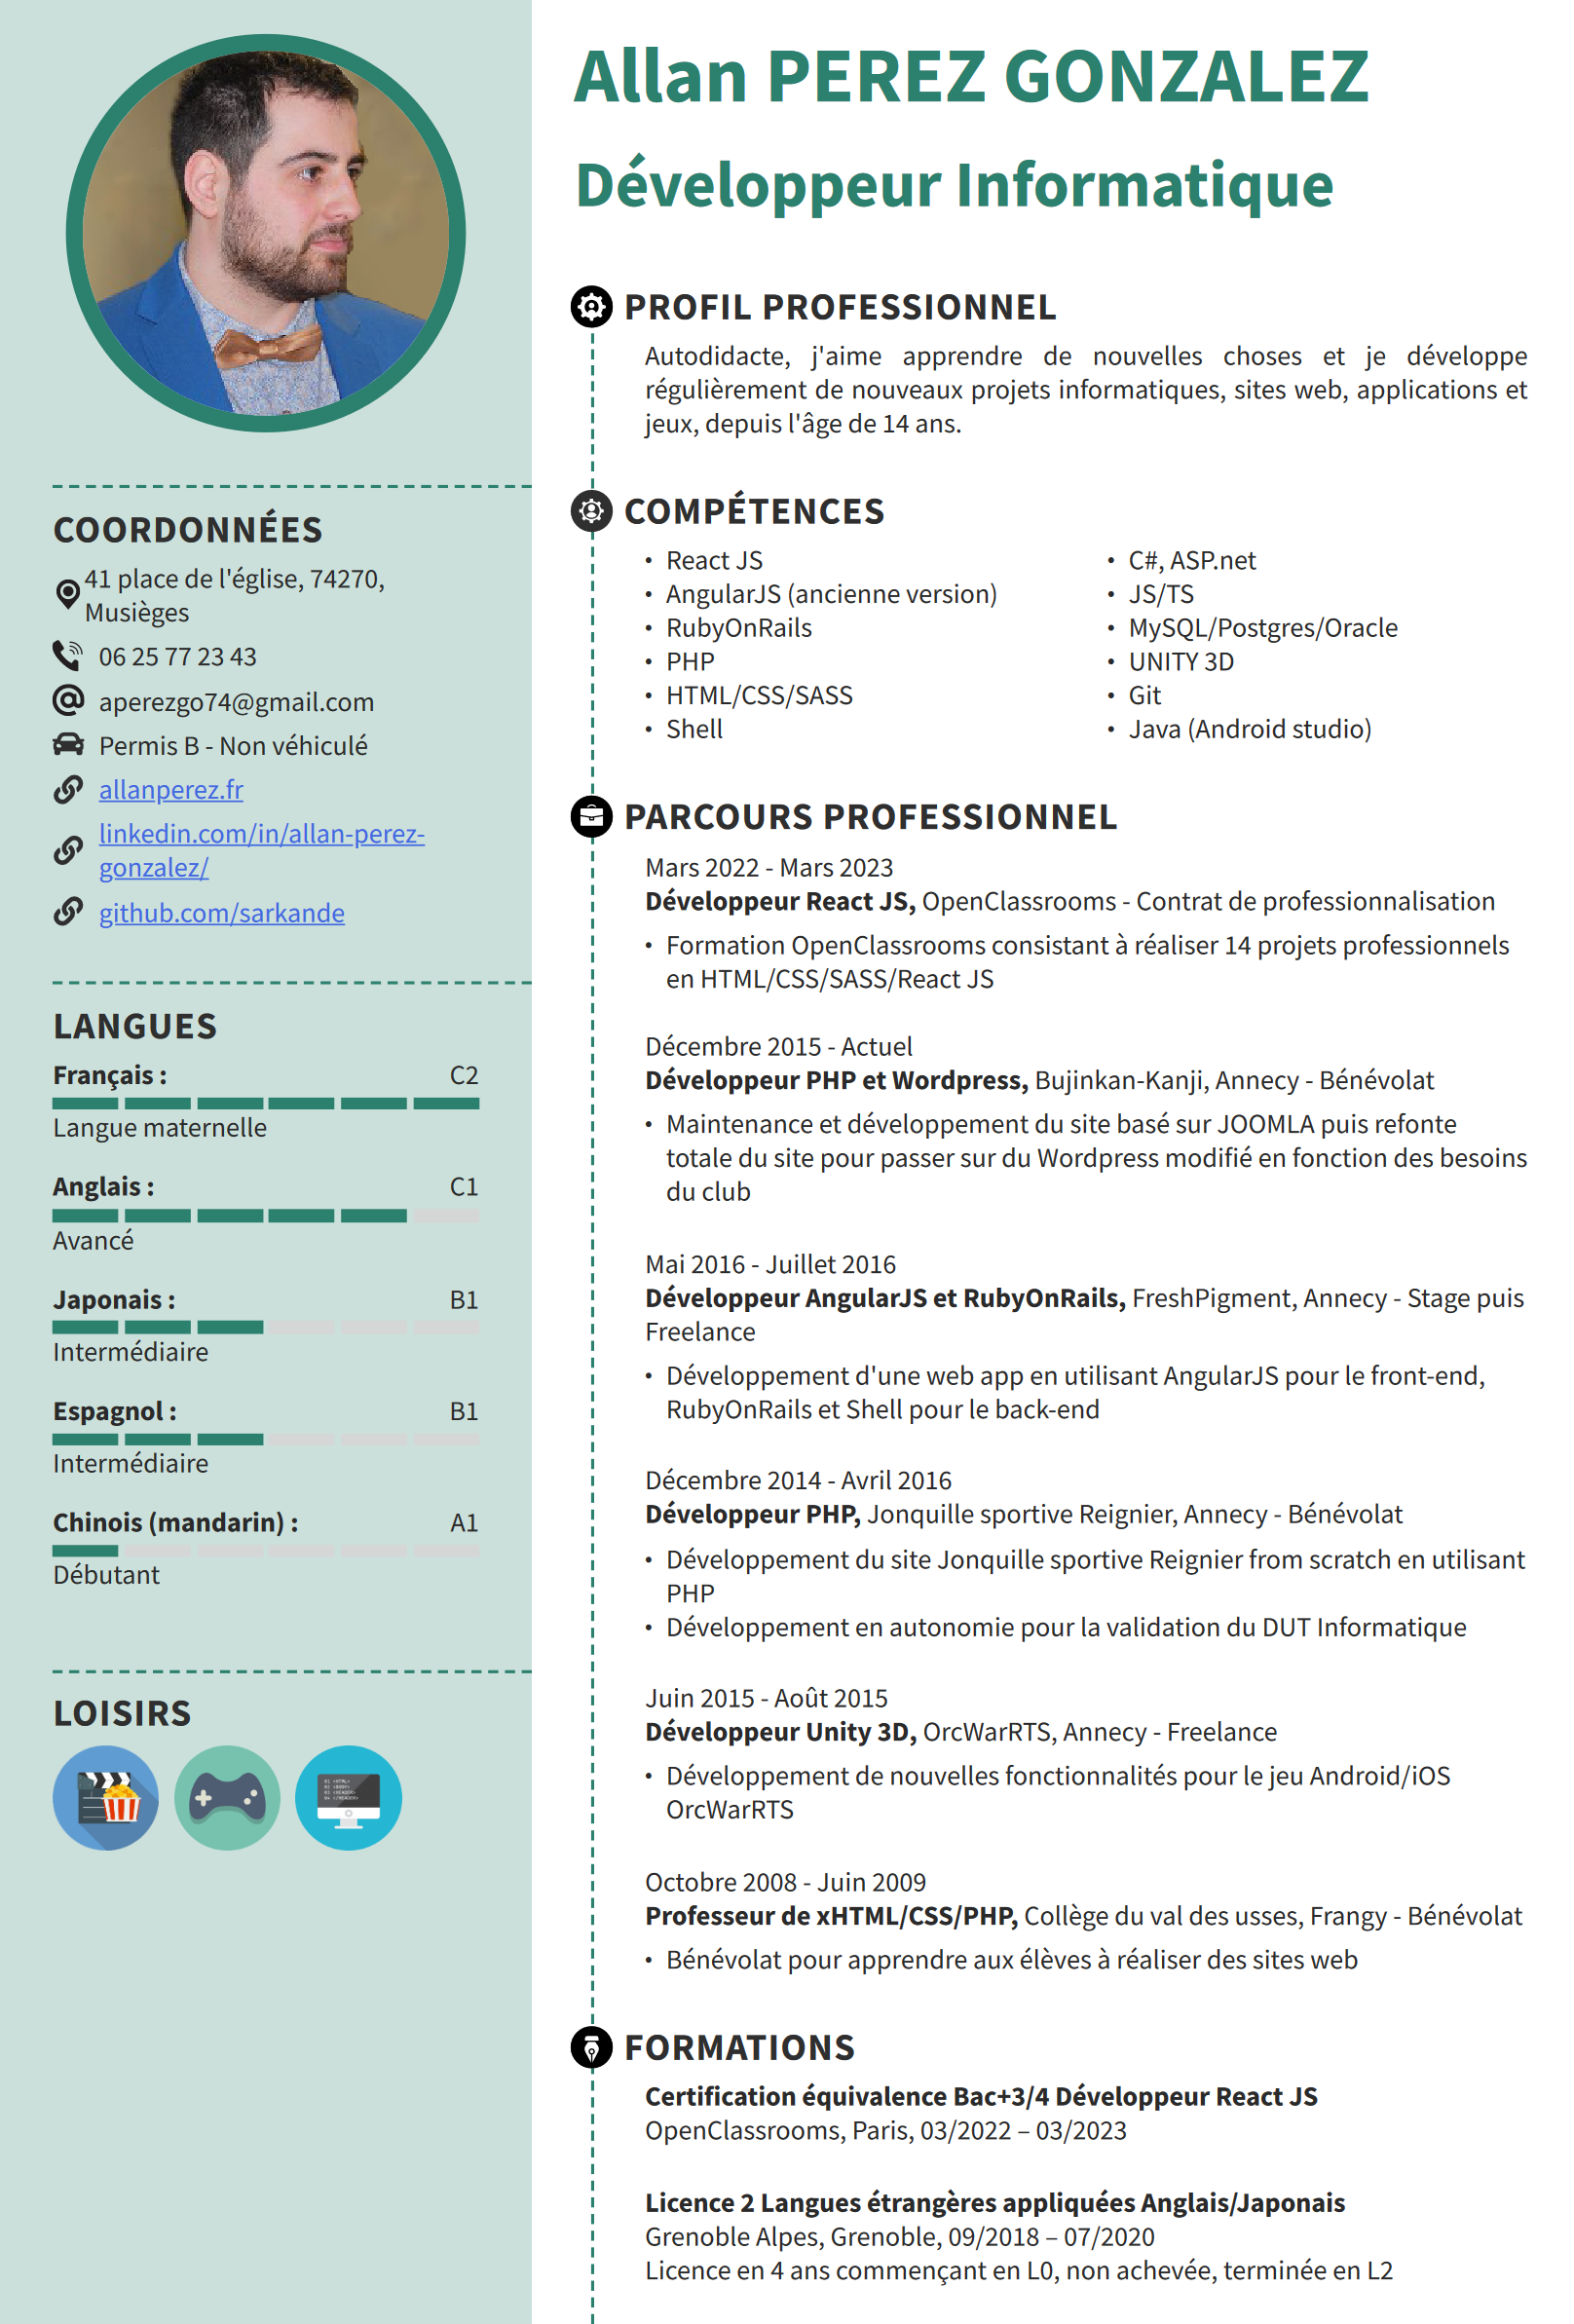 Allan PEREZ GONZALEZ
Développeur Informatique
COORDONNÉES
41 place de l'église, 74270,
Musièges
06 25 77 23 43
aperezgo74@gmail.com
Permis B - Non véhiculé
allanperez.fr
linkedin.com/in/allan-perez-
gonzalez/
github.com/sarkande
LANGUES
Français : C2
Langue maternelle
Anglais : C1
Avancé
Japonais : B1
Intermédiaire
Espagnol : B1
Intermédiaire
Chinois (mandarin) : A1
Débutant
LOISIRS
PROFIL PROFESSIONNEL
Autodidacte, j'aime apprendre de nouvelles choses et je développe
régulièrement de nouveaux projets informatiques, sites web, applications et
jeux, depuis l'âge de 14 ans.
COMPÉTENCES
• React JS
• AngularJS (ancienne version)
• RubyOnRails
• PHP
• HTML/CSS/SASS
• Shell
• C#, ASP.net
• JS/TS
• MySQL/Postgres/Oracle
• UNITY 3D
• Git
• Java (Android studio)
PARCOURS PROFESSIONNEL
Mars 2022 - Mars 2023
Développeur React JS, OpenClassrooms - Contrat de professionnalisation
• Formation OpenClassrooms consistant à réaliser 14 projets professionnels
en HTML/CSS/SASS/React JS
Décembre 2015 - Actuel
Développeur PHP et Wordpress, Bujinkan-Kanji, Annecy - Bénévolat
• Maintenance et développement du site basé sur JOOMLA puis refonte
totale du site pour passer sur du Wordpress modifié en fonction des besoins
du club
Mai 2016 - Juillet 2016
Développeur AngularJS et RubyOnRails, FreshPigment, Annecy - Stage puis
Freelance
• Développement d'une web app en utilisant AngularJS pour le front-end,
RubyOnRails et Shell pour le back-end
Décembre 2014 - Avril 2016
Développeur PHP, Jonquille sportive Reignier, Annecy - Bénévolat
• Développement du site Jonquille sportive Reignier from scratch en utilisant
PHP
• Développement en autonomie pour la validation du DUT Informatique
Juin 2015 - Août 2015
Développeur Unity 3D, OrcWarRTS, Annecy - Freelance
• Développement de nouvelles fonctionnalités pour le jeu Android/iOS
OrcWarRTS
Octobre 2008 - Juin 2009
Professeur de xHTML/CSS/PHP, Collège du val des usses, Frangy - Bénévolat
• Bénévolat pour apprendre aux élèves à réaliser des sites web
FORMATIONS
Certification équivalence Bac+3/4 Développeur React JS
OpenClassrooms, Paris, 03/2022 – 03/2023
Licence 2 Langues étrangères appliquées Anglais/Japonais
Grenoble Alpes, Grenoble, 09/2018 – 07/2020
Licence en 4 ans commençant en L0, non achevée, terminée en L2